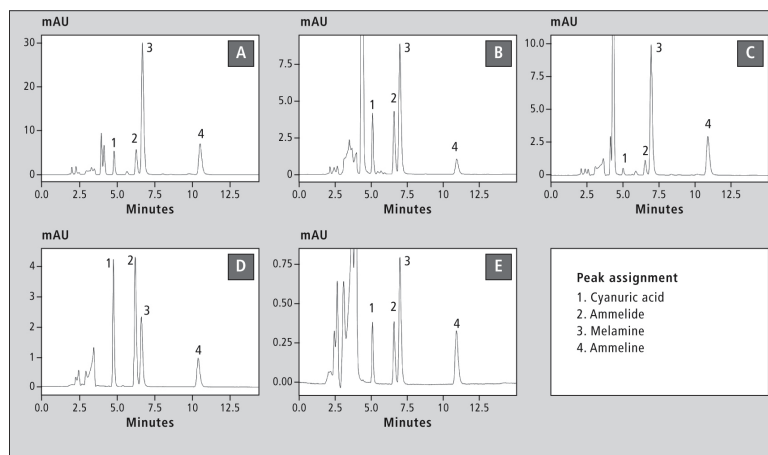 mAU
A
30
20
10
0
1
2
3
4
0.0 2.5 5.0 7.5 10.0 12.5
Minutes
mAU
B
7.5
5.0
2.5
0.0
1
2
3
4
0.0 2.5 5.0 7.5 10.0 12.5
Minutes
mAU
C
10.0
7.5
5.0
2.5
0.0
1
2
3
4
0.0 2.5 5.0 7.5 10.0 12.5
Minutes
mAU
D
4
3
2
1
0
1
2
3
4
0.0 2.5 5.0 7.5 10.0 12.5
Minutes
mAU
E
0.75
0.50
0.25
0.00
1
2
3
4
0.0 2.5 5.0 7.5 10.0 12.5
Minutes
Peak assignment
1. Cyanuric acid
2. Ammelide
3. Melamine
4. Ammeline